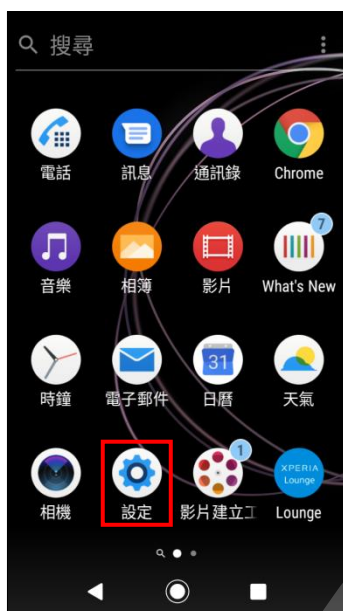 搜尋
電話
訊息
通訊錄
Chrome
7
音樂
相簿
影片
What's New
31
時鐘
電子郵件
日曆
天氣
1
XPERIA
Lounge
相機
設定
影片建立工
Lounge